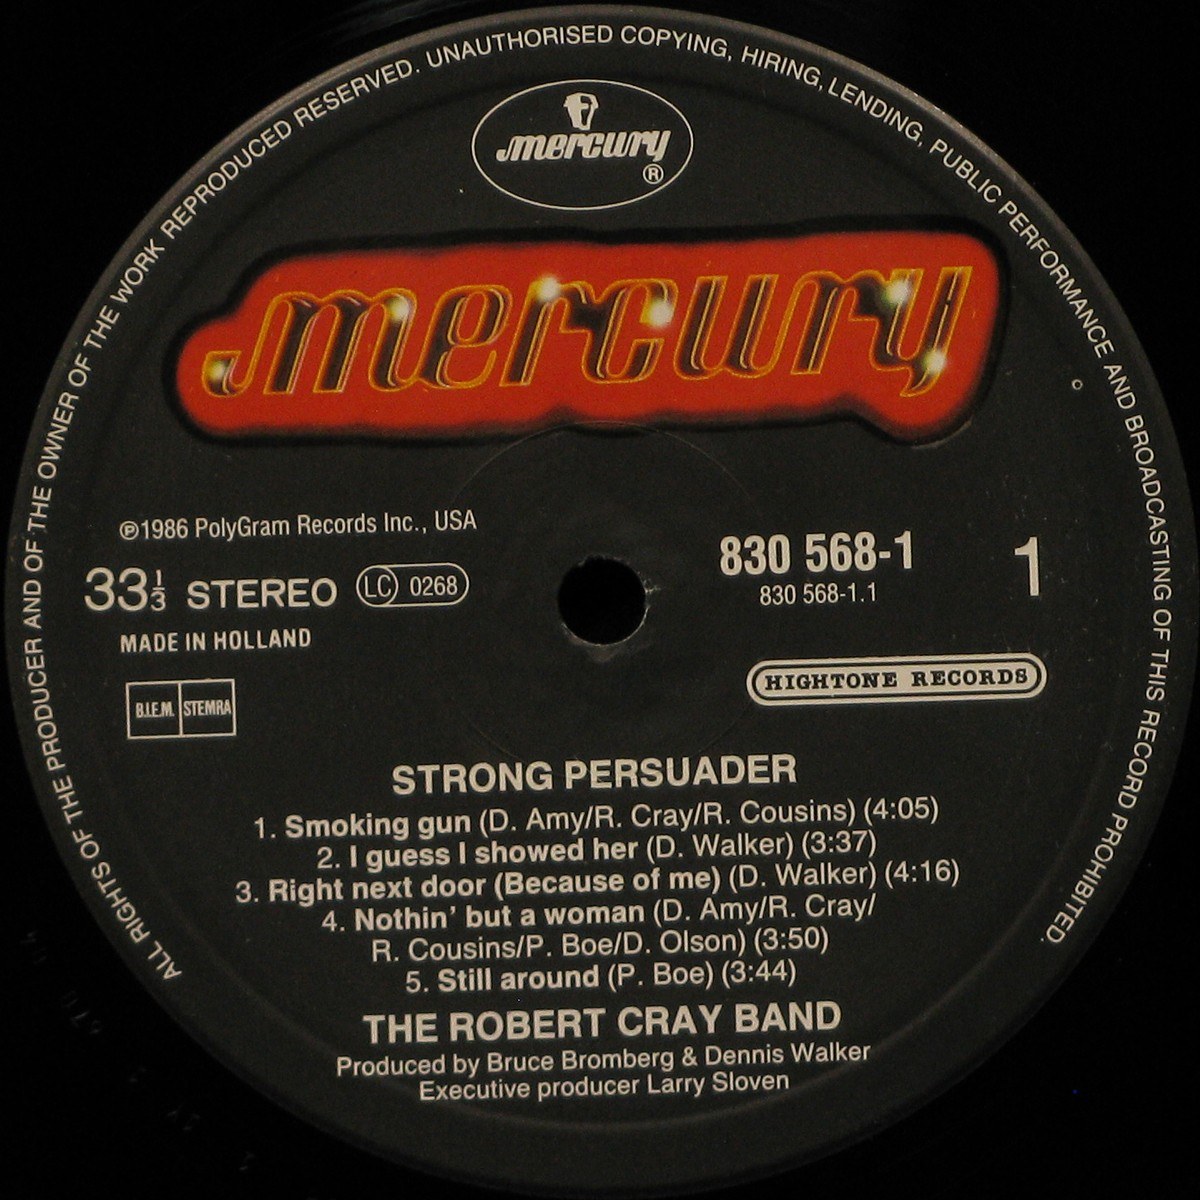 ALL RIGHTS OF THE PRODUCER AND OF THE OWNER OF THE WORK REPRODUCED RESERVED. UNAUTHORISED COPYING, HIRING, LENDING, PUBLIC PERFORMANCE AND BROADCASTING OF THIS RECORD PROHIBITED.
mercury
®
mercury
℗1986 PolyGram Records Inc., USA
33⅓ STEREO LC 0268
MADE IN HOLLAND
B.I.E.M. STEMRA
830 568-1
830 568-1.1
1
HIGHTONE RECORDS
STRONG PERSUADER
1. Smoking gun (D. Amy/R. Cray/R. Cousins) (4:05)
2. I guess I showed her (D. Walker) (3:37)
3. Right next door (Because of me) (D. Walker) (4:16)
4. Nothin' but a woman (D. Amy/R. Cray/
R. Cousins/P. Boe/D. Olson) (3:50)
5. Still around (P. Boe) (3:44)
THE ROBERT CRAY BAND
Produced by Bruce Bromberg & Dennis Walker
Executive producer Larry Sloven